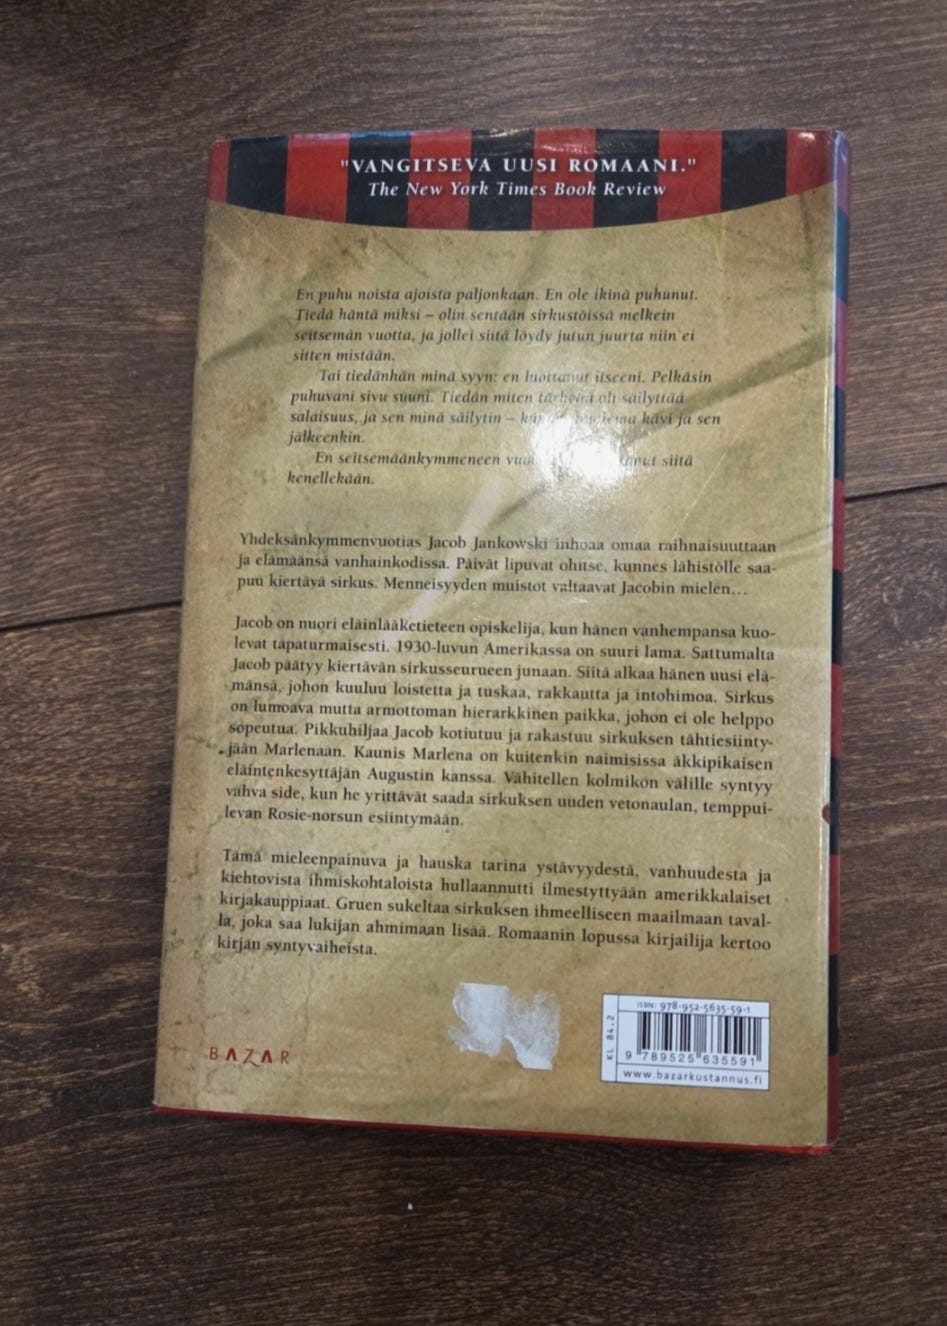 "VANGITSEVA UUSI ROMAANI."
The New York Times Book Review
En puhu noista ajoista paljonkaan. En ole ikinä puhunut.
Tiedä häntä miksi – olin sentään sirkustöissä melkein
seitsemän vuotta, ja jollei siitä löydy jutun juurta niin ei
sitten mistään.
Tai tiedänhän minä syyn: en luottanut itseeni. Pelkäsin
puhuvani sivu suuni. Tiedän miten tärkeää oli säilyttää
salaisuus, ja sen minä säilytin – kävi ja sen
jälkeenkin.
En seitsemäänkymmeneen siitä
kenellekään.
Yhdeksänkymmenvuotias Jacob Jankowski inhoaa omaa raihnaisuuttaan
ja elämäänsä vanhainkodissa. Päivät lipuvat ohitse, kunnes lähistölle saa-
puu kiertävä sirkus. Menneisyyden muistot valtaavat Jacobin mielen...
Jacob on nuori eläinlääketieteen opiskelija, kun hänen vanhempansa kuo-
levat tapaturmaisesti. 1930-luvun Amerikassa on suuri lama. Sattumalta
Jacob päätyy kiertävän sirkusseurueen junaan. Siitä alkaa hänen uusi elä-
mänsä, johon kuuluu loistetta ja tuskaa, rakkautta ja intohimoa. Sirkus
on lumoava mutta armottoman hierarkkinen paikka, johon ei ole helppo
sopeutua. Pikkuhiljaa Jacob kotiutuu ja rakastuu sirkuksen tähtiesiinty-
jään Marlenaan. Kaunis Marlena on kuitenkin naimisissa äkkipikaisen
eläintenkesyttäjän Augustin kanssa. Vähitellen kolmikon välille syntyy
vahva side, kun he yrittävät saada sirkuksen uuden vetonaulan, temppui-
levan Rosie-norsun esiintymään.
Tämä mieleenpainuva ja hauska tarina ystävyydestä, vanhuudesta ja
kiehtovista ihmiskohtaloista hullaannutti ilmestyttyään amerikkalaiset
kirjakauppiaat. Gruen sukeltaa sirkuksen ihmeelliseen maailmaan taval-
la, joka saa lukijan ahmimaan lisää. Romaanin lopussa kirjailija kertoo
kirjan syntyvaiheista.
BAZAR
KL 84.2
ISBN: 978-952-5635-59-1
9 789525 635591
www.bazarkustannus.fi